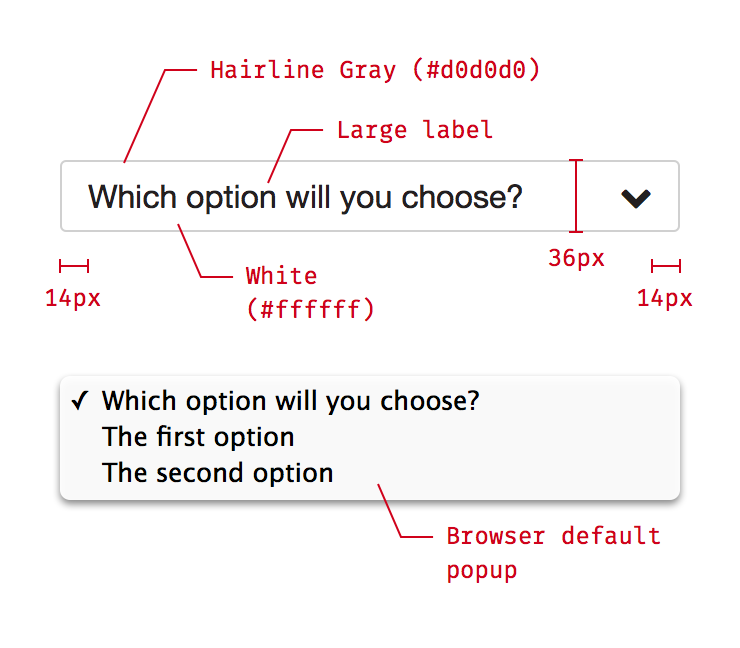 Hairline Gray (#d0d0d0)
Large label
Which option will you choose?
36px
14px
White
(#ffffff)
14px
✓ Which option will you choose?
The first option
The second option
Browser default
popup